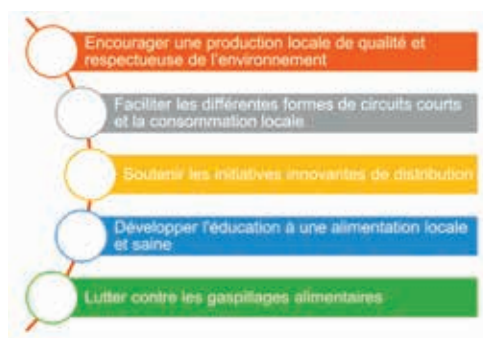 Encourager une production locale de qualité et
respectueuse de l'environnement
Faciliter les différentes formes de circuits courts
et la consommation locale
Soutenir les initiatives innovantes de distribution
Développer l'éducation à une alimentation locale
et saine
Lutter contre les gaspillages alimentaires